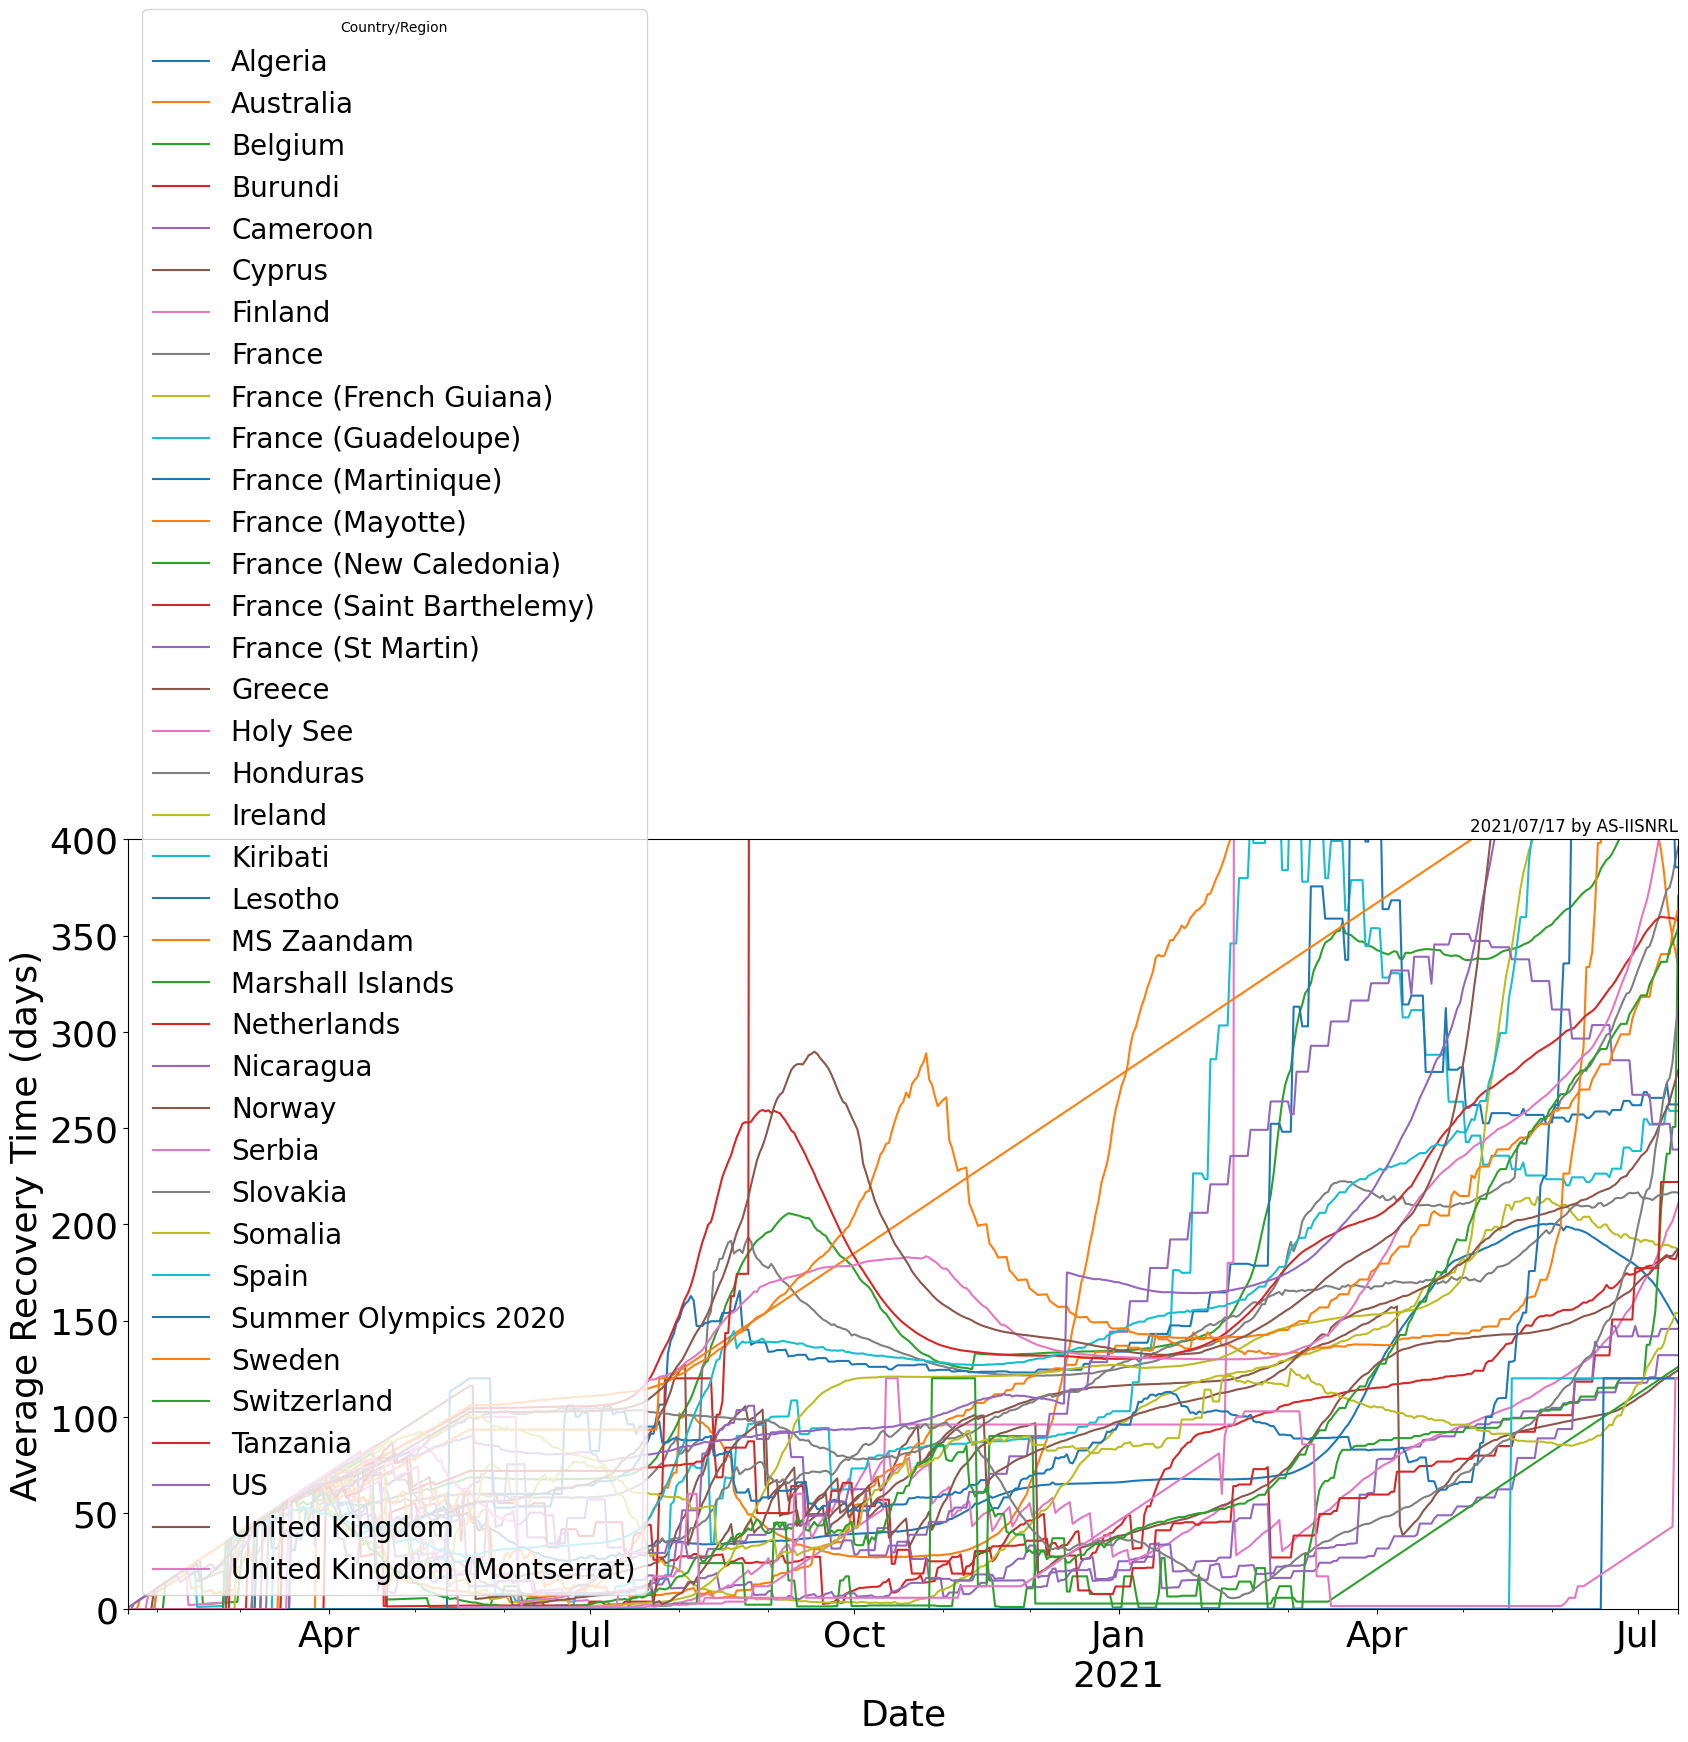 Country/Region
Algeria
Australia
Belgium
Burundi
Cameroon
Cyprus
Finland
France
France (French Guiana)
France (Guadeloupe)
France (Martinique)
France (Mayotte)
France (New Caledonia)
France (Saint Barthelemy)
France (St Martin)
Greece
Holy See
Honduras
Ireland
Kiribati
Lesotho
MS Zaandam
Marshall Islands
Netherlands
Nicaragua
Norway
Serbia
Slovakia
Somalia
Spain
Summer Olympics 2020
Sweden
Switzerland
Tanzania
US
United Kingdom
United Kingdom (Montserrat)
2021/07/17 by AS-IISNRL
Average Recovery Time (days)
400
350
300
250
200
150
100
50
0
Apr Jul Oct Jan Apr Jul
2021
Date